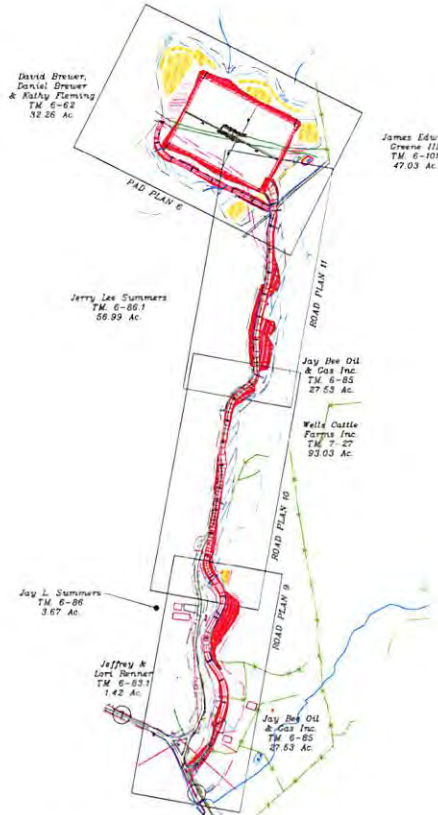 David Brewer,
Daniel Brewer
& Kathy Fleming
TM 6-62
32.26 Ac.
James Edw
Greene III
TM. 6-101
47.03 Ac.
PAD PLAN 6
ROAD PLAN 11
Jerry Lee Summers
TM. 6-86.1
56.99 Ac.
Jay Bee Oil
& Gas Inc.
TM. 6-85
27.53 Ac.
Wells Cattle
Farms Inc.
TM. 7-27
93.03 Ac.
ROAD PLAN 10
ROAD PLAN 9
Jay L. Summers
TM. 6-86
3.67 Ac.
Jeffrey &
Lori Renner
TM 6-83.1
1.42 Ac.
Jay Bee Oil
& Gas Inc.
TM 6-85
27.53 Ac.